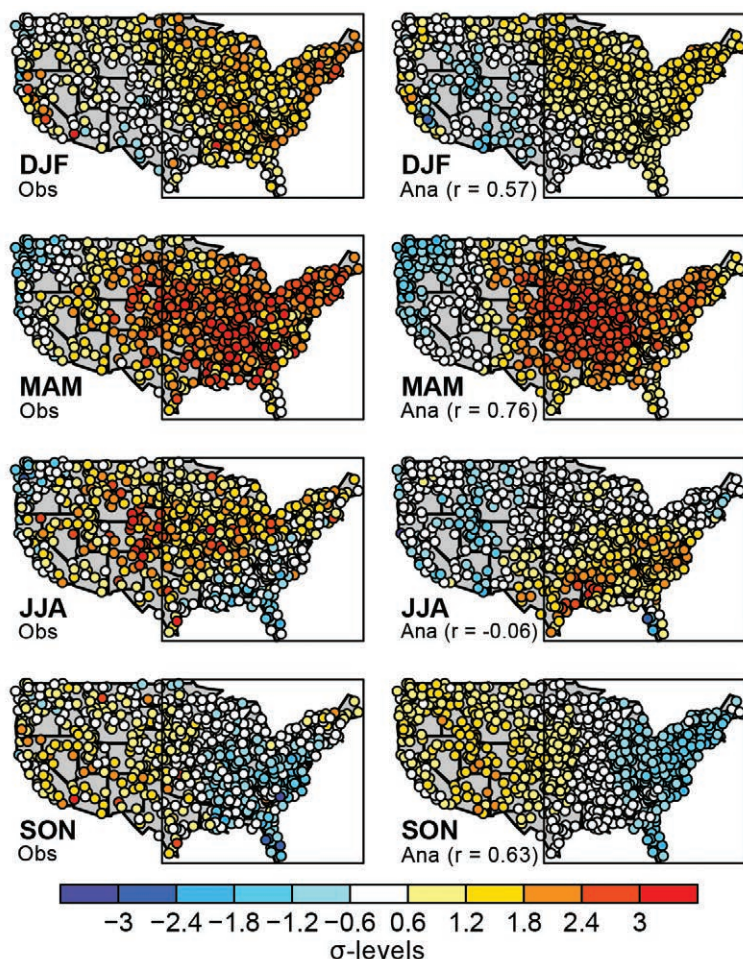 DJF
Obs
DJF
Ana (r = 0.57)
MAM
Obs
MAM
Ana (r = 0.76)
JJA
Obs
JJA
Ana (r = -0.06)
SON
Obs
SON
Ana (r = 0.63)
−3 −2.4 −1.8 −1.2 −0.6 0.6 1.2 1.8 2.4 3
σ-levels